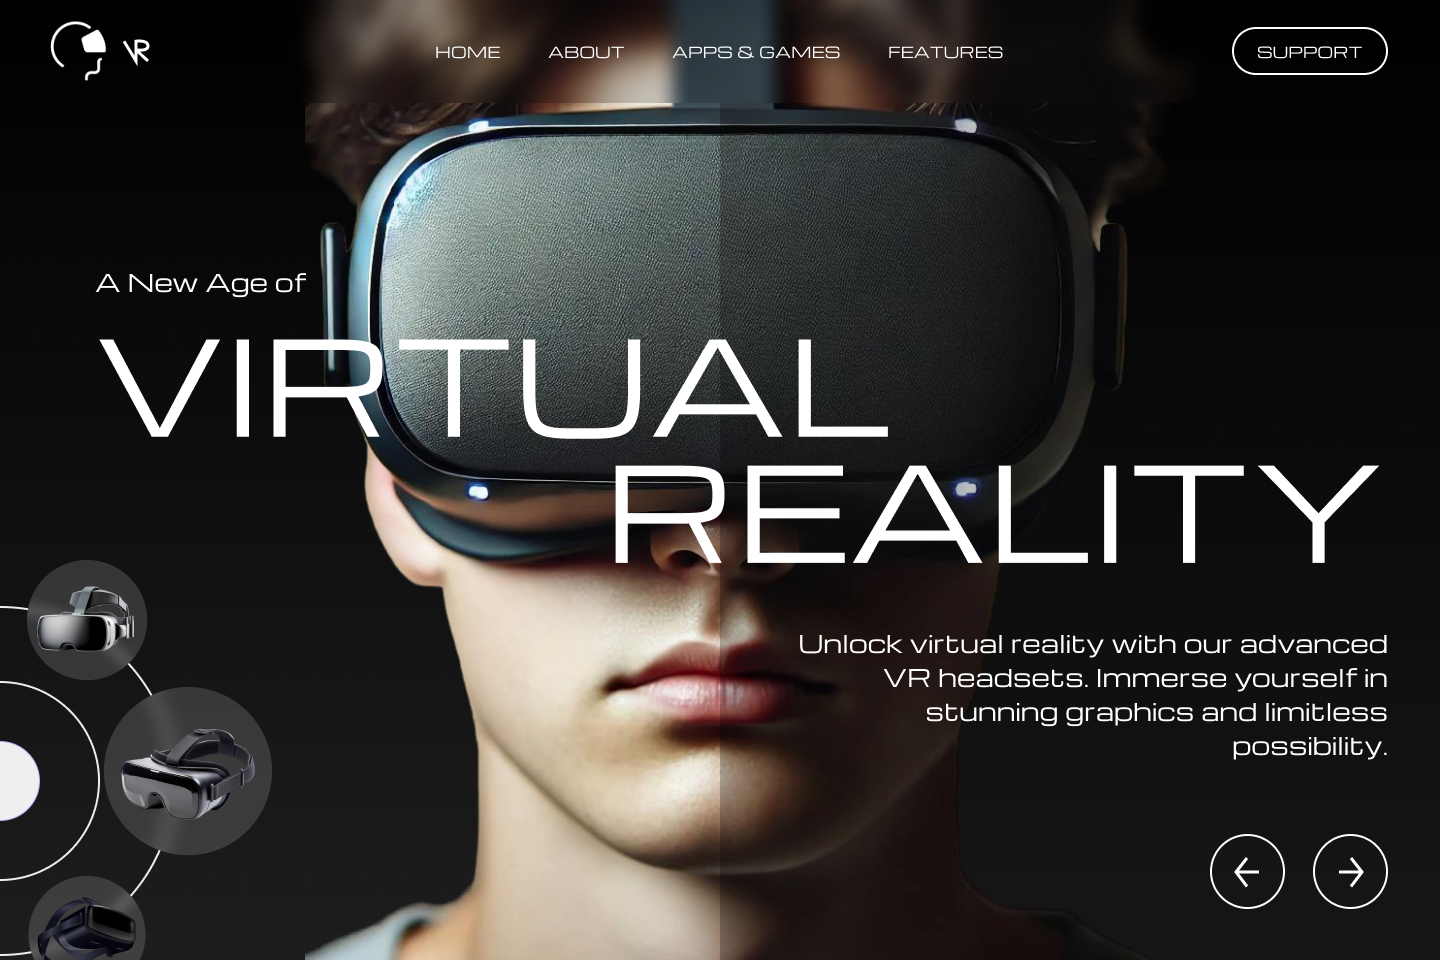 VR
HOME ABOUT APPS & GAMES FEATURES SUPPORT
A New Age of
VIRTUAL
REALITY
Unlock virtual reality with our advanced
VR headsets. Immerse yourself in
stunning graphics and limitless
possibility.